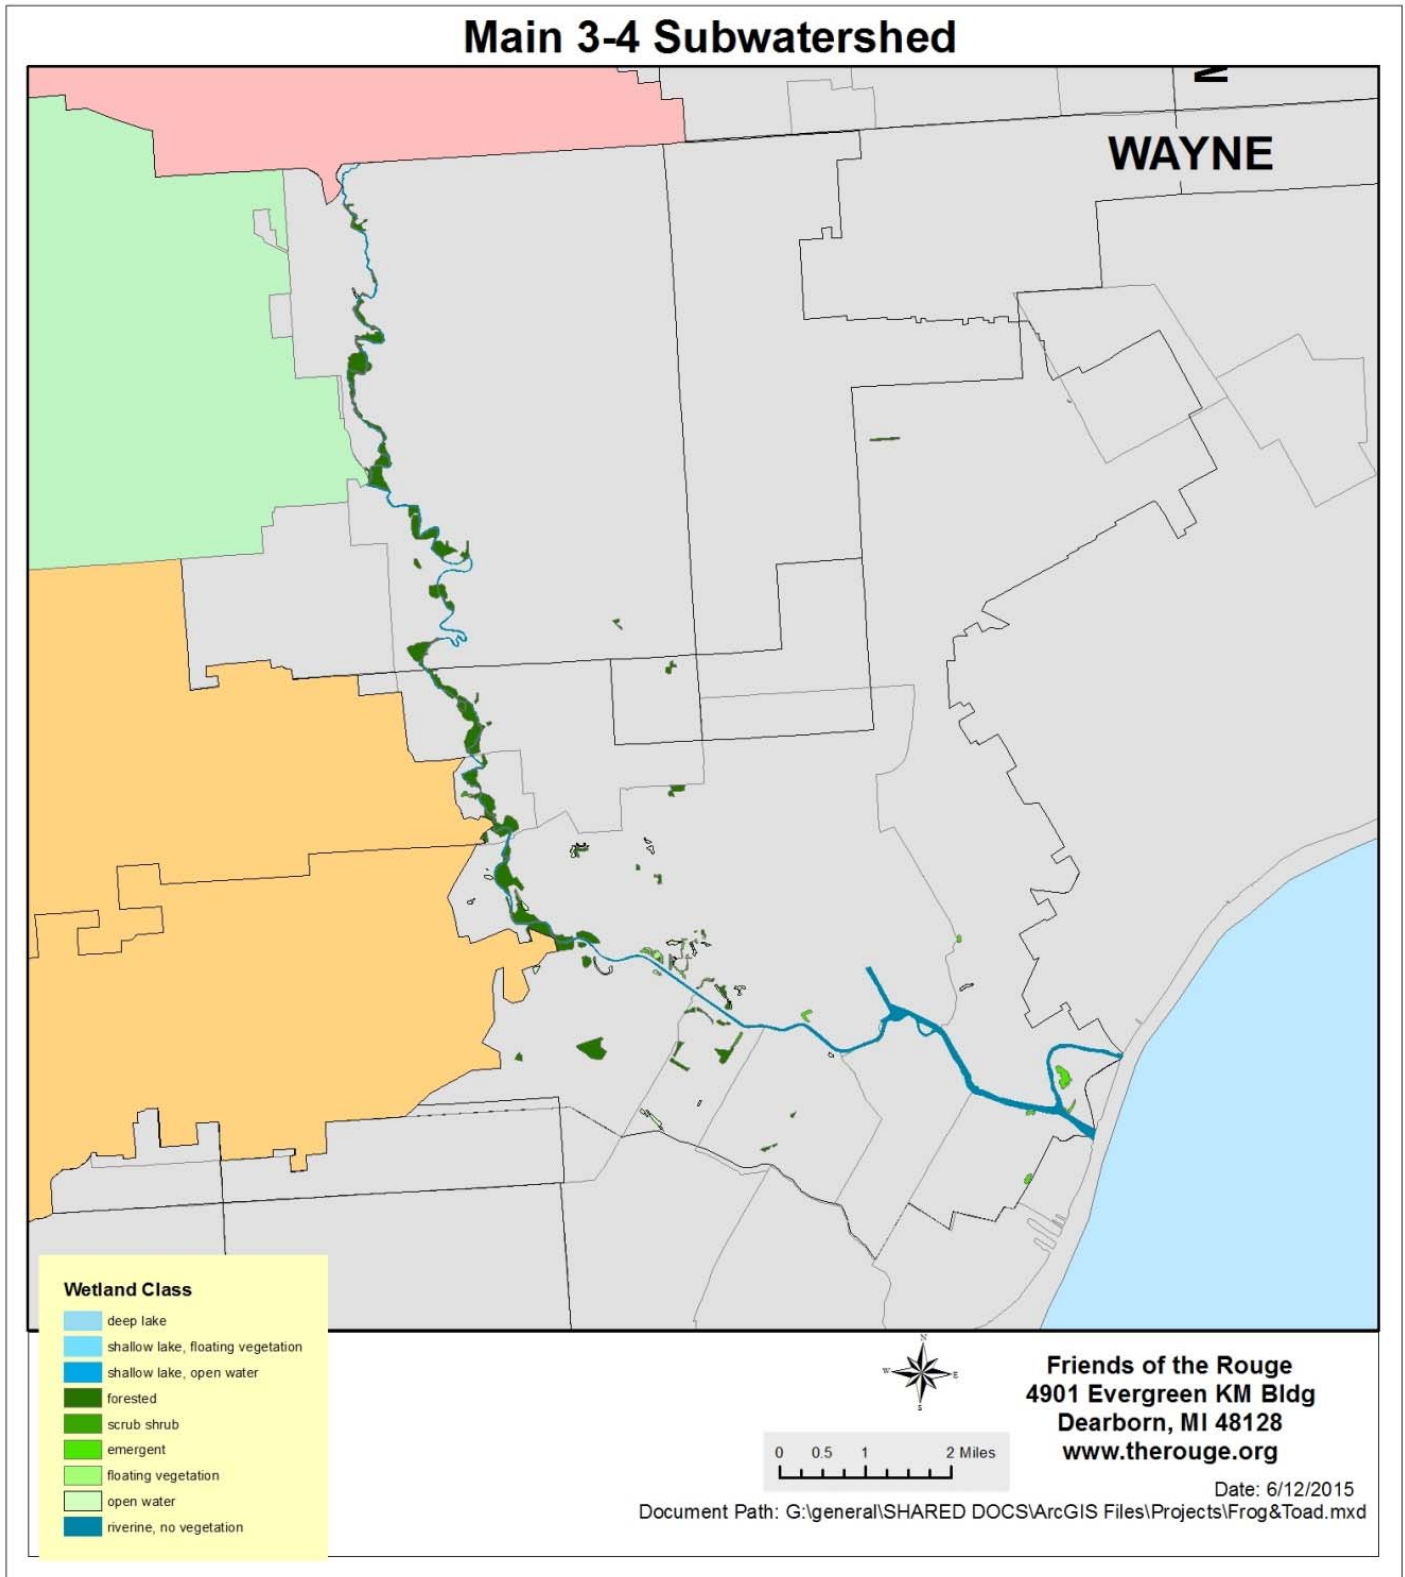 Main 3-4 Subwatershed
WAYNE
Wetland Class
deep lake
shallow lake, floating vegetation
shallow lake, open water
forested
scrub shrub
emergent
floating vegetation
open water
riverine, no vegetation
N
W E
S
0 0.5 1 2 Miles
Friends of the Rouge
4901 Evergreen KM Bldg
Dearborn, MI 48128
www.therouge.org
Date: 6/12/2015
Document Path: G:\general\SHARED DOCS\ArcGIS Files\Projects\Frog&Toad.mxd